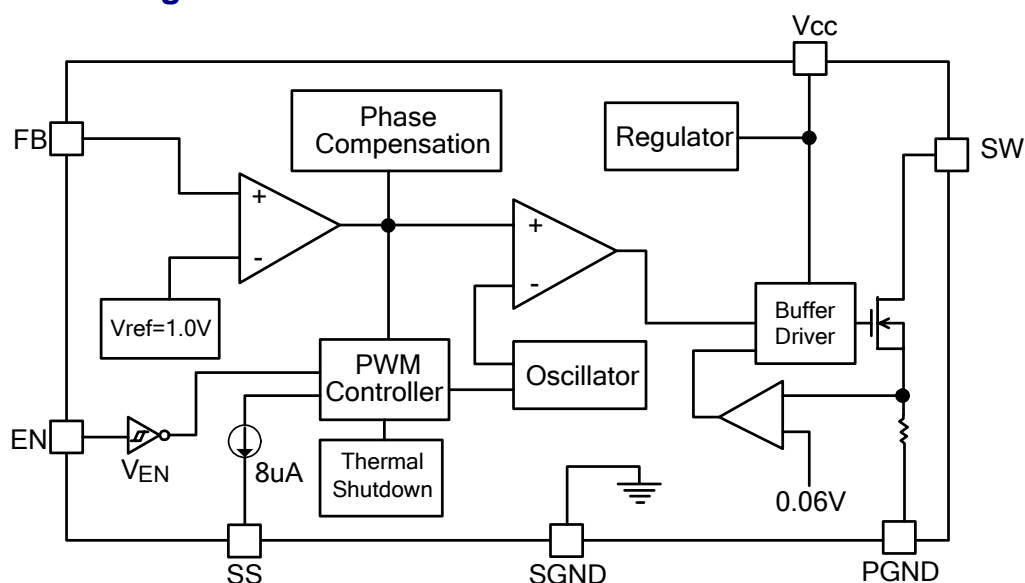 Vcc
FB
Phase
Compensation
Regulator
SW
+
-
+
-
Vref=1.0V
Buffer
Driver
PWM
Controller
Oscillator
EN
VEN
8uA
Thermal
Shutdown
0.06V
SS
SGND
PGND